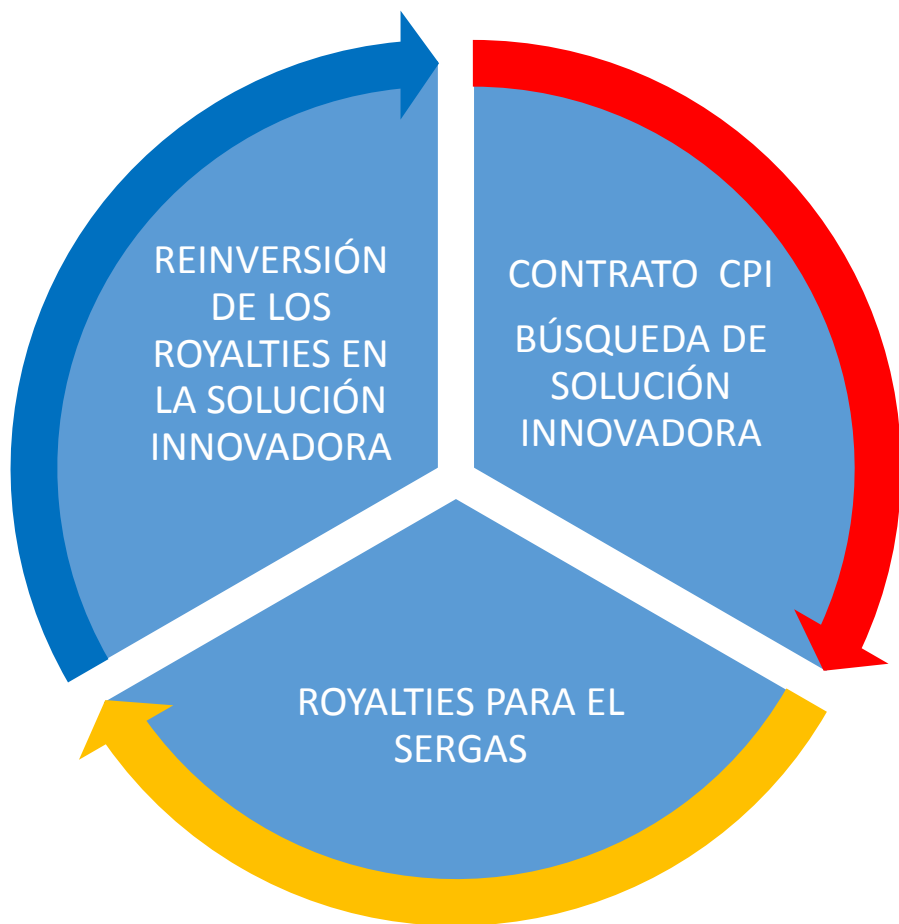 REINVERSIÓN
DE LOS
ROYALTIES EN
LA SOLUCIÓN
INNOVADORA
CONTRATO CPI
BÚSQUEDA DE
SOLUCIÓN
INNOVADORA
ROYALTIES PARA EL
SERGAS